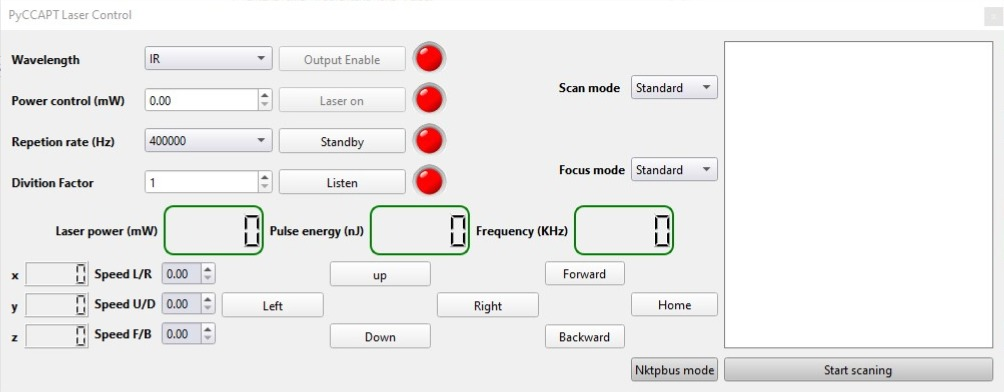 PyCCAPT Laser Control
Wavelength IR Output Enable
Scan mode Standard
Power control (mW) 0.00 Laser on
Repetion rate (Hz) 400000 Standby
Focus mode Standard
Divition Factor 1 Listen
Laser power (mW) 0 Pulse energy (nJ) 0 Frequency (KHz) 0
x 0 Speed L/R 0.00 up Forward
y 0 Speed U/D 0.00 Left Right Home
z 0 Speed F/B 0.00 Down Backward
Nktpbus mode Start scaning